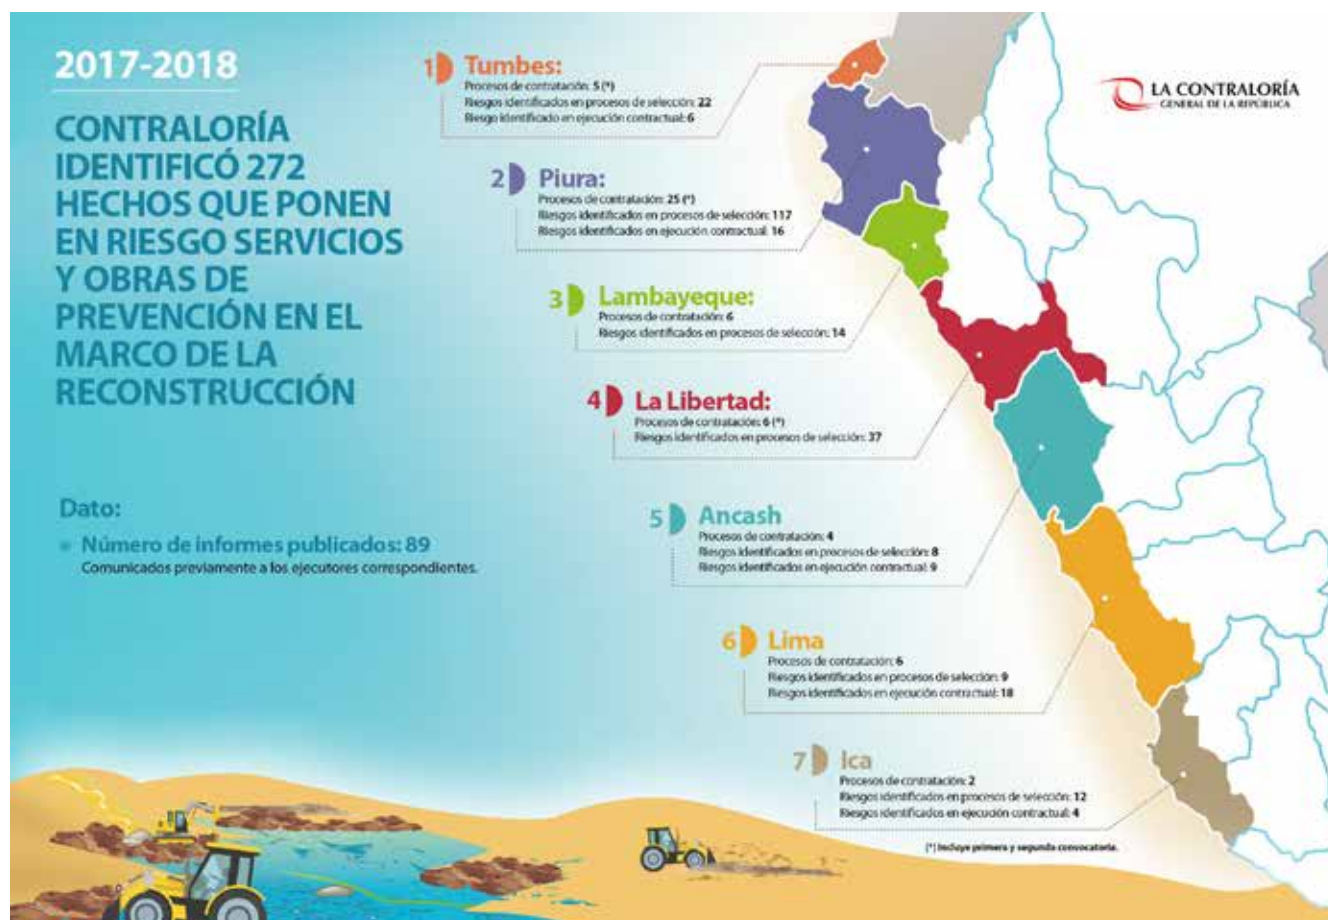 2017-2018
CONTRALORÍA
IDENTIFICÓ 272
HECHOS QUE PONEN
EN RIESGO SERVICIOS
Y OBRAS DE
PREVENCIÓN EN EL
MARCO DE LA
RECONSTRUCCIÓN
Dato:
Número de informes publicados: 89
Comunicados previamente a los ejecutores correspondientes.
1 Tumbes:
Procesos de contratación: 5 (*)
Riesgos identificados en procesos de selección: 22
Riesgo identificado en ejecución contractual: 6
2 Piura:
Procesos de contratación: 25 (*)
Riesgos identificados en procesos de selección: 117
Riesgos identificados en ejecución contractual: 16
3 Lambayeque:
Procesos de contratación: 6
Riesgos identificados en procesos de selección: 14
4 La Libertad:
Procesos de contratación: 6 (*)
Riesgos identificados en procesos de selección: 37
5 Ancash
Procesos de contratación: 4
Riesgos identificados en procesos de selección: 8
Riesgos identificados en ejecución contractual: 9
6 Lima
Procesos de contratación: 6
Riesgos identificados en procesos de selección: 9
Riesgos identificados en ejecución contractual: 18
7 Ica
Procesos de contratación: 2
Riesgos identificados en procesos de selección: 12
Riesgos identificados en ejecución contractual: 4
(*) Incluye primera y segunda convocatoria.
LA CONTRALORÍA
GENERAL DE LA REPÚBLICA